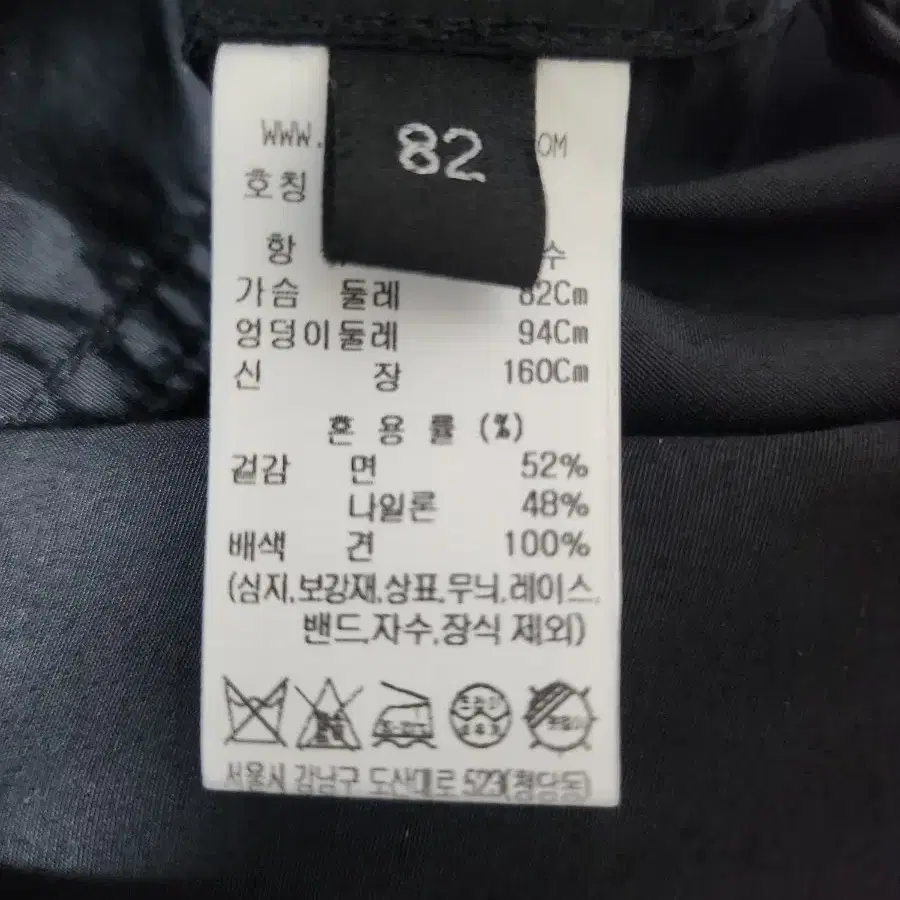 82
WWW. OM
호칭
항 수
가슴 둘레 82Cm
엉덩이둘레 94Cm
신 장 160Cm
혼 용 률 (%)
겉감 면 52%
나일론 48%
배색 견 100%
(심지,보강재,상표,무늬,레이스,
밴드,자수,장식 제외)
서울시 강남구 도산대로 523(청담동)